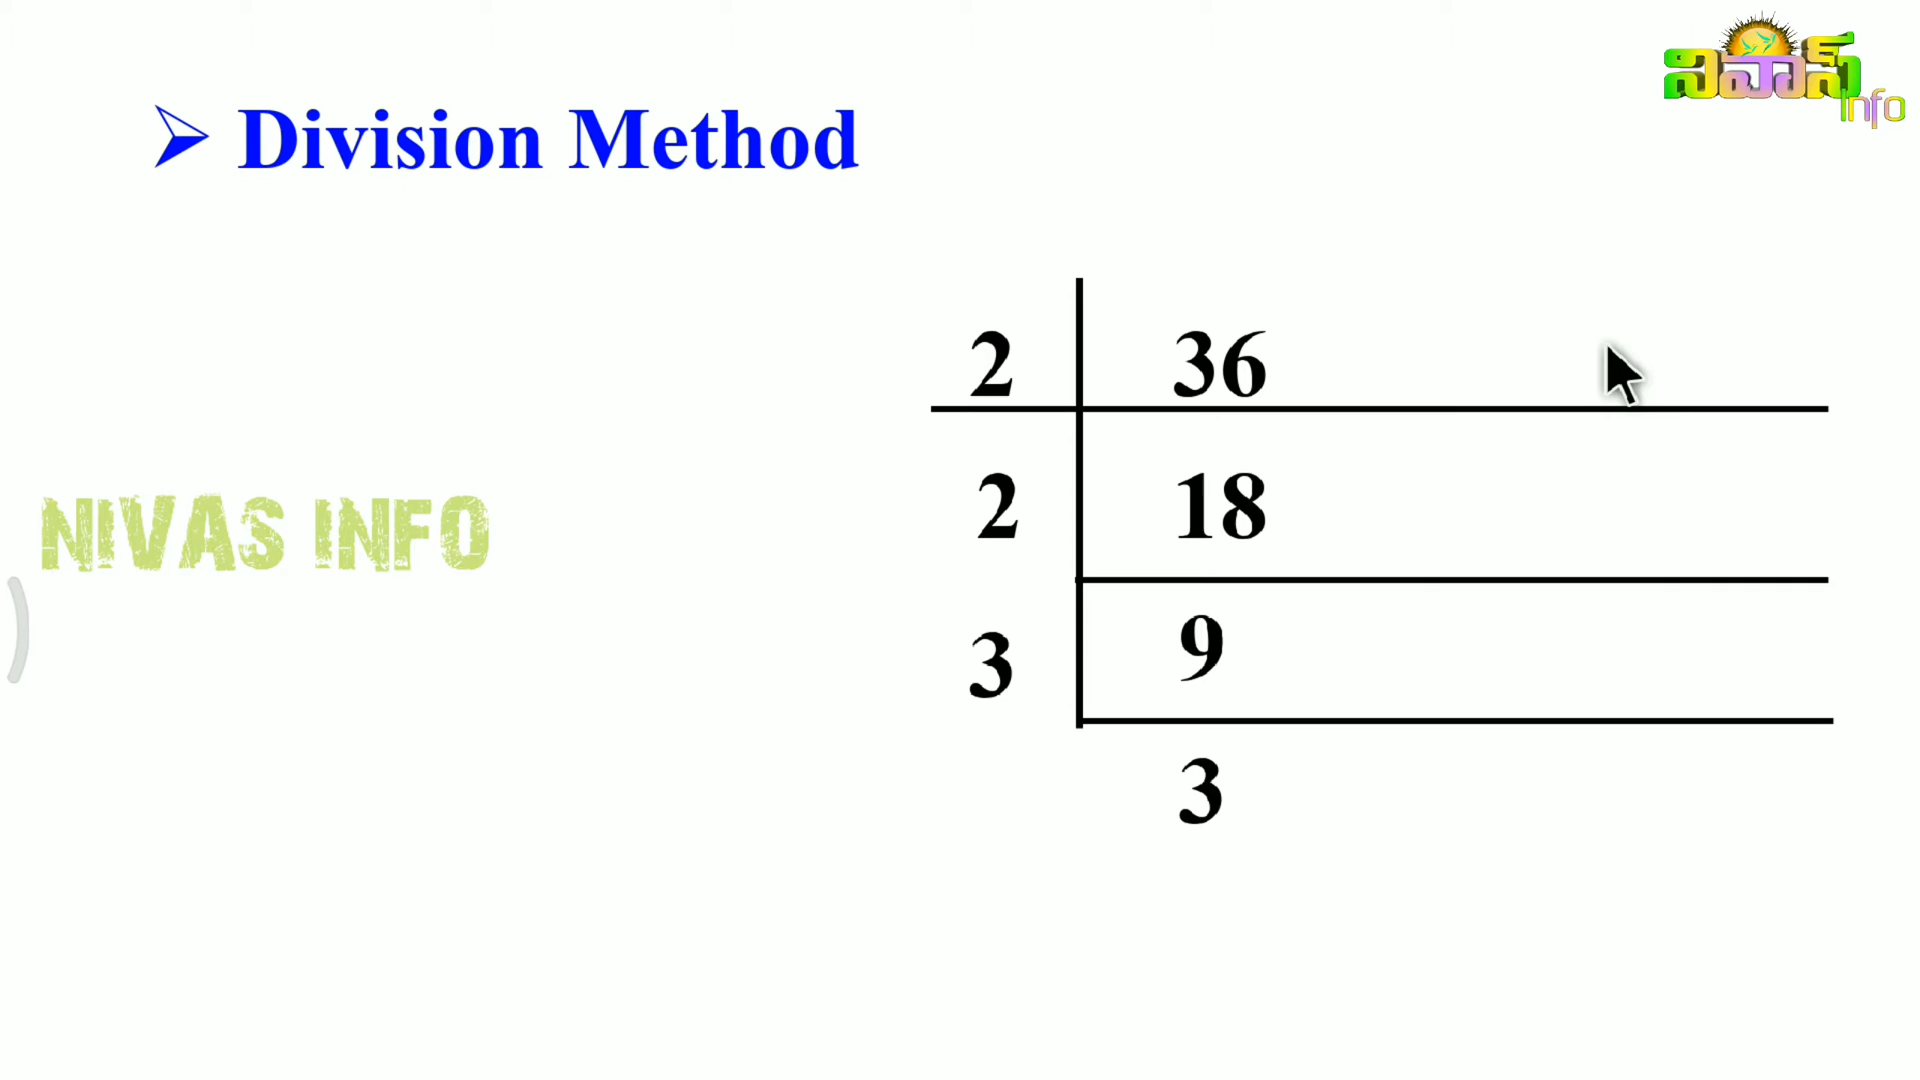 నివాస్
Info
➢ Division Method
2 36
2 18
NIVAS INFO
3 9
3